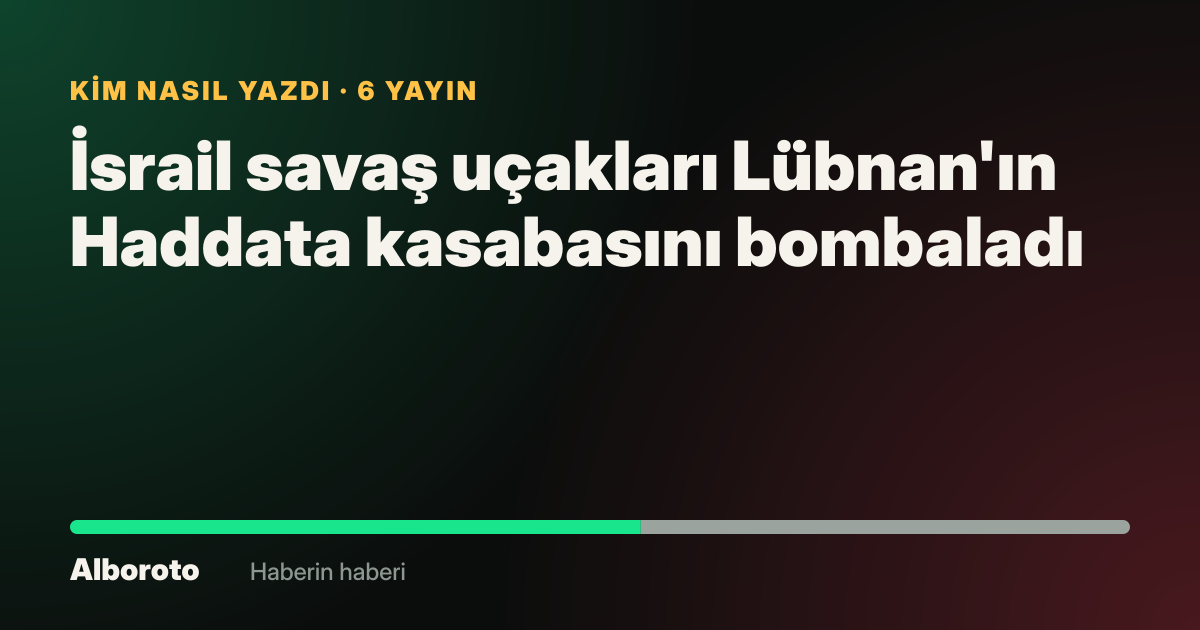 KİM NASIL YAZDI · 6 YAYIN
İsrail savaş uçakları Lübnan'ın
Haddata kasabasını bombaladı
Alboroto
Haberin haberi